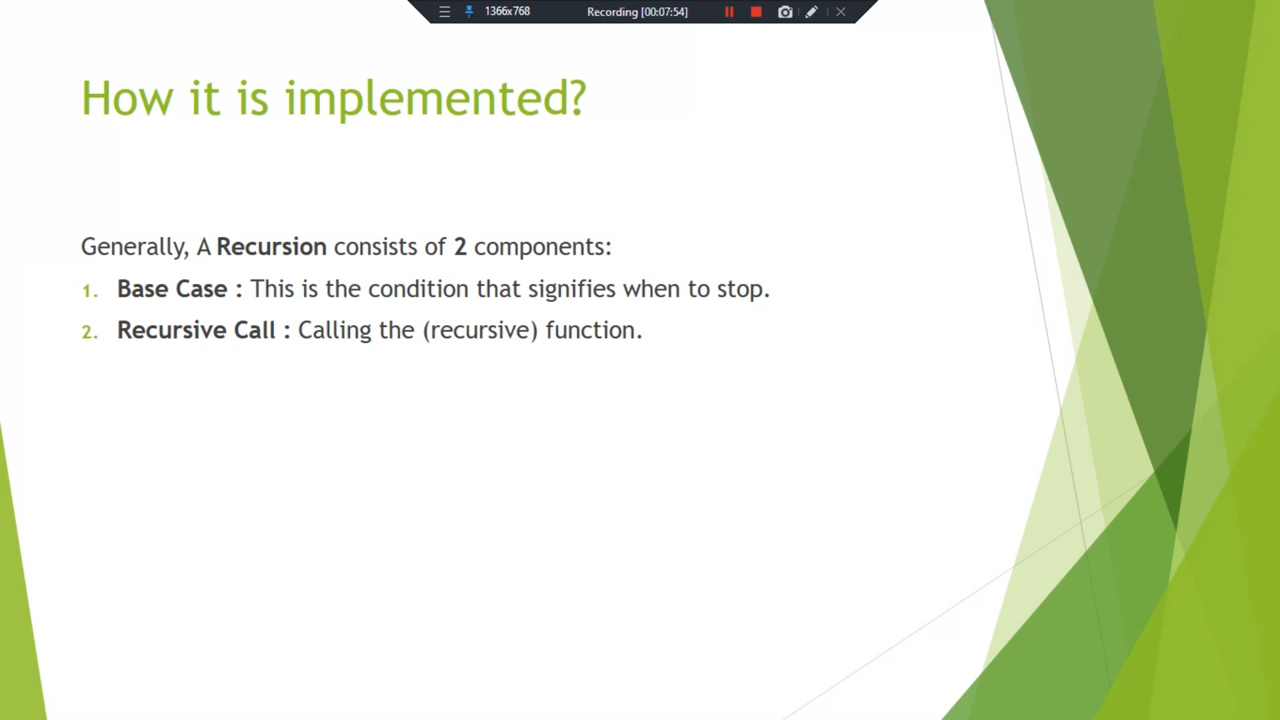 1366x768 Recording [00:07:54]
How it is implemented?
Generally, A Recursion consists of 2 components:
1. Base Case : This is the condition that signifies when to stop.
2. Recursive Call : Calling the (recursive) function.